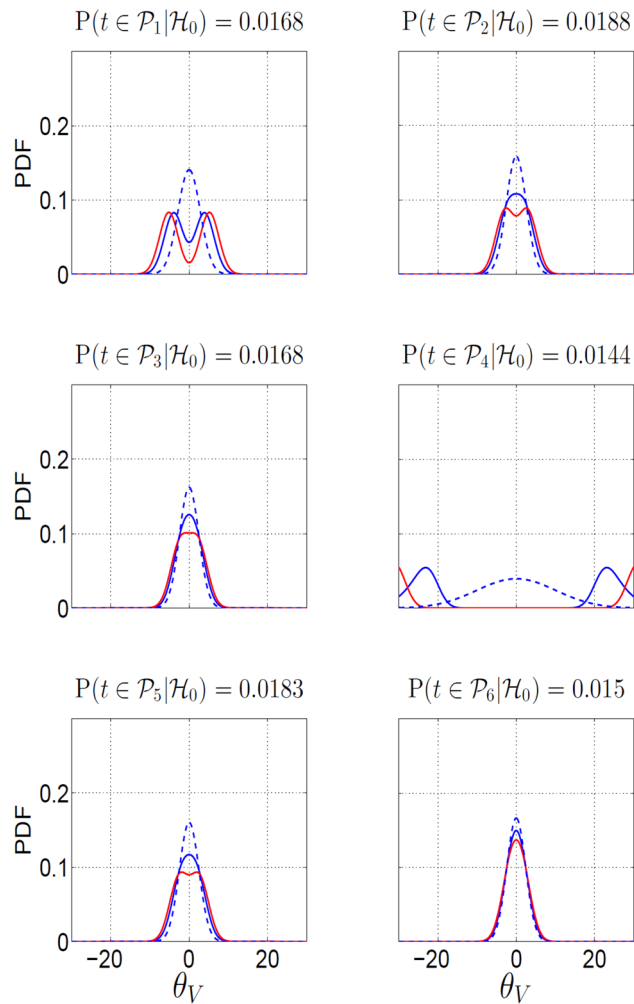 P(t ∈ 𝒫₁|ℋ₀) = 0.0168
P(t ∈ 𝒫₂|ℋ₀) = 0.0188
PDF
0.2
0.1
0
P(t ∈ 𝒫₃|ℋ₀) = 0.0168
P(t ∈ 𝒫₄|ℋ₀) = 0.0144
PDF
0.2
0.1
0
P(t ∈ 𝒫₅|ℋ₀) = 0.0183
P(t ∈ 𝒫₆|ℋ₀) = 0.015
PDF
0.2
0.1
0
−20 0 20
−20 0 20
θ_V
θ_V